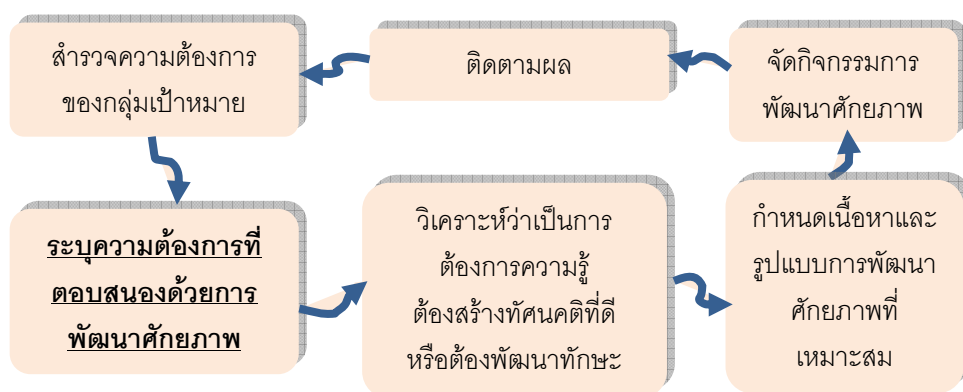 สำรวจความต้องการ
ของกลุ่มเป้าหมาย
ติดตามผล
จัดกิจกรรมการ
พัฒนาศักยภาพ
ระบุความต้องการที่
ตอบสนองด้วยการ
พัฒนาศักยภาพ
วิเคราะห์ว่าเป็นการ
ต้องการความรู้
ต้องสร้างทัศนคติที่ดี
หรือต้องพัฒนาทักษะ
กำหนดเนื้อหาและ
รูปแบบการพัฒนา
ศักยภาพที่
เหมาะสม